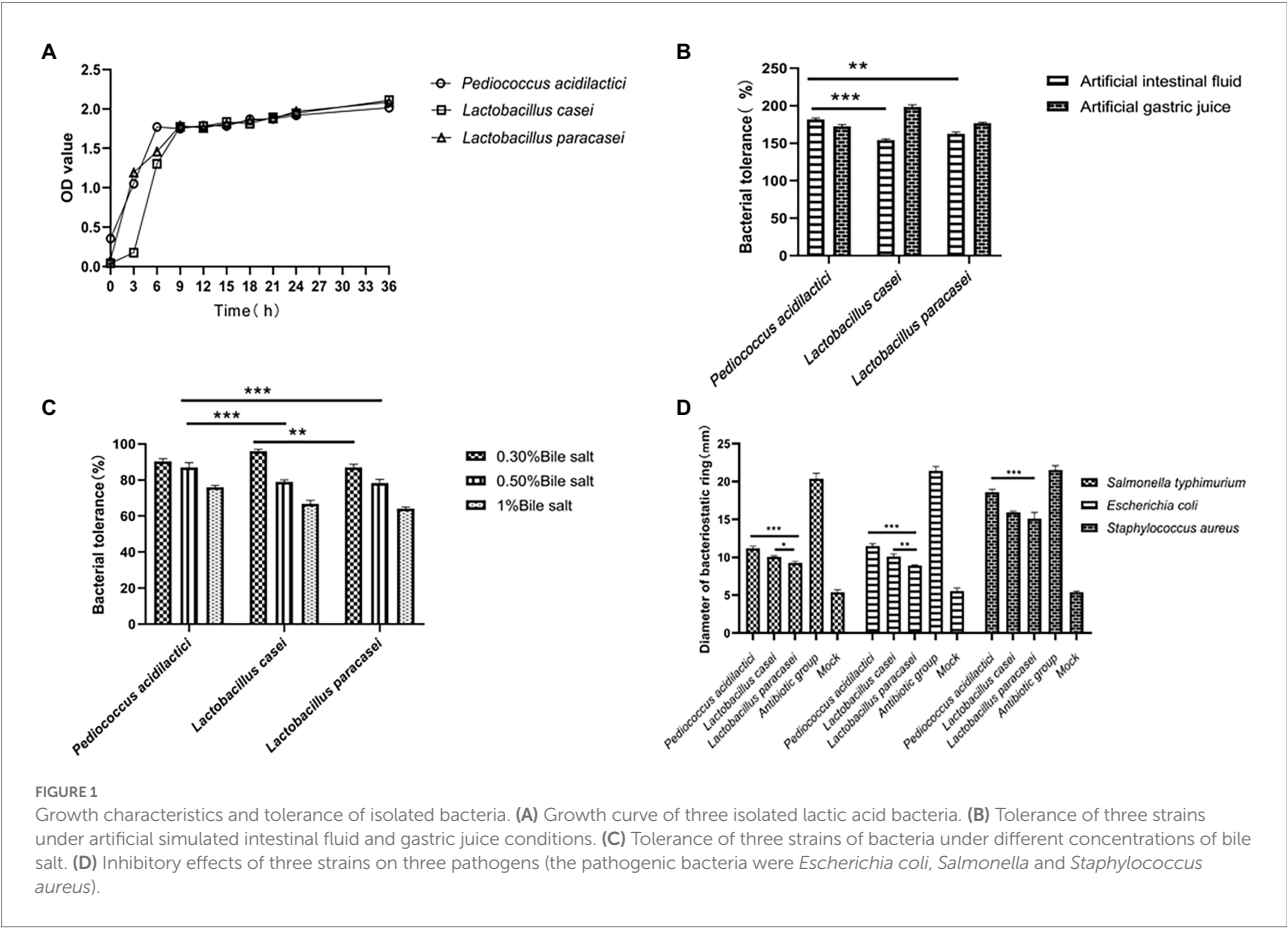 A
2.5
2.0
1.5
1.0
0.5
0.0
OD value
0 3 6 9 12 15 18 21 24 27 30 33 36
Time( h)
Pediococcus acidilactici
Lactobacillus casei
Lactobacillus paracasei
B
**
***
250
200
150
100
50
0
Bacterial tolerance( %)
Pediococcus acidilactici
Lactobacillus casei
Lactobacillus paracasei
Artificial intestinal fluid
Artificial gastric juice
C
***
***
**
100
80
60
40
20
0
Bacterial tolerance(%)
Pediococcus acidilactici
Lactobacillus casei
Lactobacillus paracasei
0.30%Bile salt
0.50%Bile salt
1%Bile salt
D
25
20
15
10
5
0
Diameter of bacteriostatic ring(mm)
***
*
***
**
***
Pediococcus acidilactici
Lactobacillus casei
Lactobacillus paracasei
Antibiotic group
Mock
Pediococcus acidilactici
Lactobacillus casei
Lactobacillus paracasei
Antibiotic group
Mock
Pediococcus acidilactici
Lactobacillus casei
Lactobacillus paracasei
Antibiotic group
Mock
Salmonella typhimurium
Escherichia coli
Staphylococcus aureus
FIGURE 1
Growth characteristics and tolerance of isolated bacteria. (A) Growth curve of three isolated lactic acid bacteria. (B) Tolerance of three strains
under artificial simulated intestinal fluid and gastric juice conditions. (C) Tolerance of three strains of bacteria under different concentrations of bile
salt. (D) Inhibitory effects of three strains on three pathogens (the pathogenic bacteria were Escherichia coli, Salmonella and Staphylococcus
aureus).